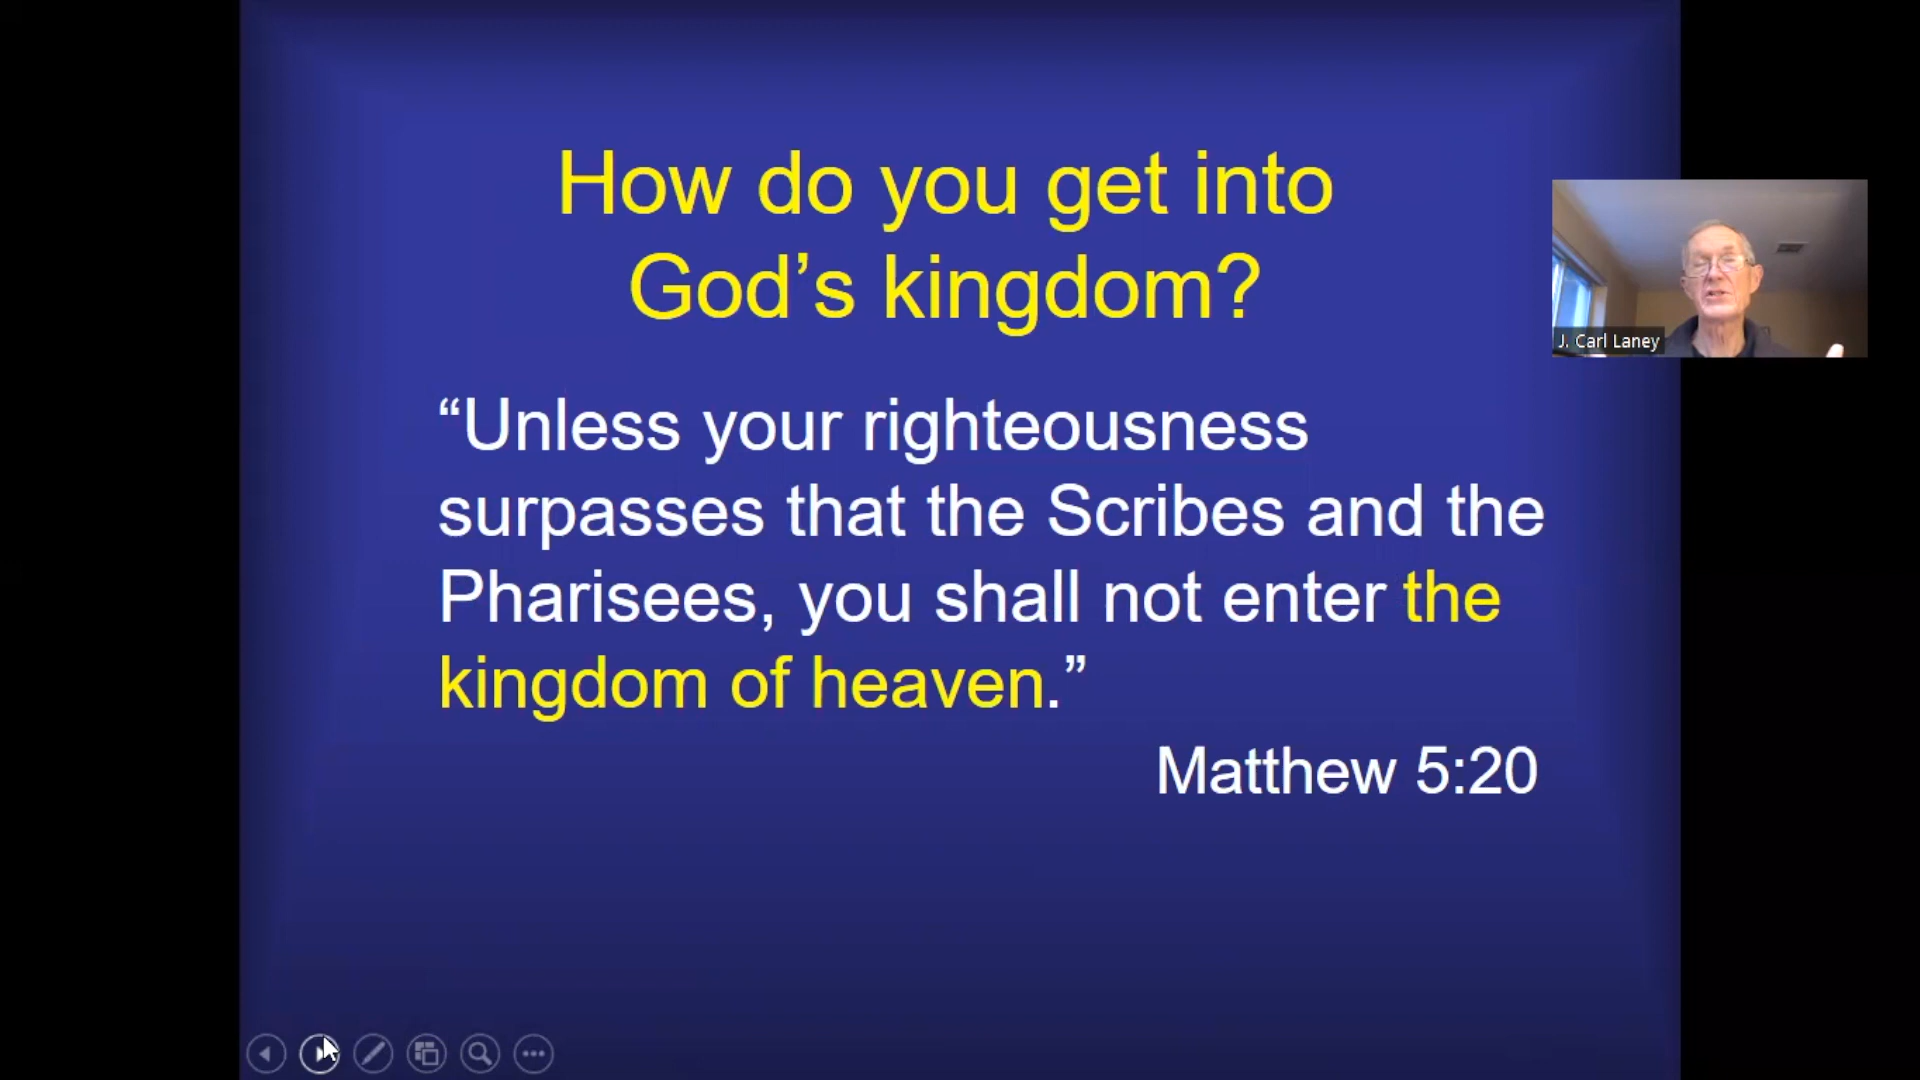 How do you get into
God’s kingdom?
“Unless your righteousness
surpasses that the Scribes and the
Pharisees, you shall not enter the
kingdom of heaven.”
Matthew 5:20
J. Carl Laney